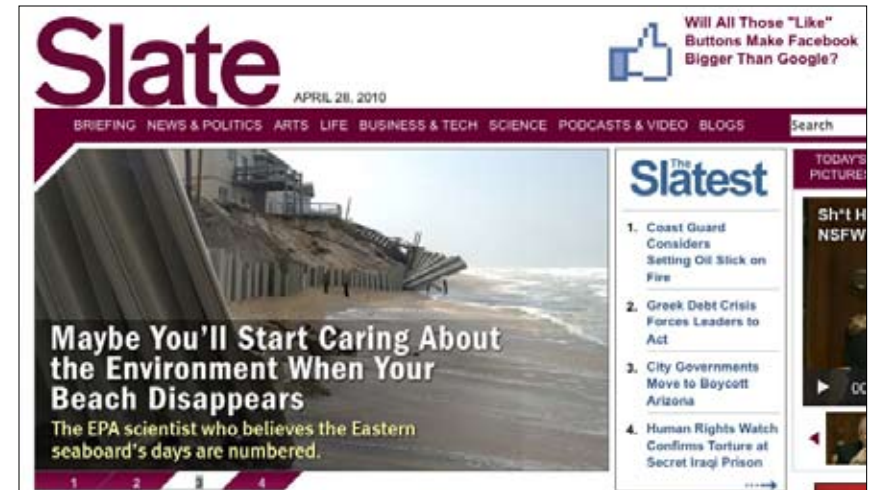 Slate
APRIL 28, 2010
Will All Those "Like"
Buttons Make Facebook
Bigger Than Google?
BRIEFING NEWS & POLITICS ARTS LIFE BUSINESS & TECH SCIENCE PODCASTS & VIDEO BLOGS
Search
Maybe You'll Start Caring About
the Environment When Your
Beach Disappears
The EPA scientist who believes the Eastern
seaboard's days are numbered.
1 2 3 4
The
Slatest
1. Coast Guard
Considers
Setting Oil Slick on
Fire
2. Greek Debt Crisis
Forces Leaders to
Act
3. City Governments
Move to Boycott
Arizona
4. Human Rights Watch
Confirms Torture at
Secret Iraqi Prison
TODAY'S
PICTURES
Sh*t H
NSFW